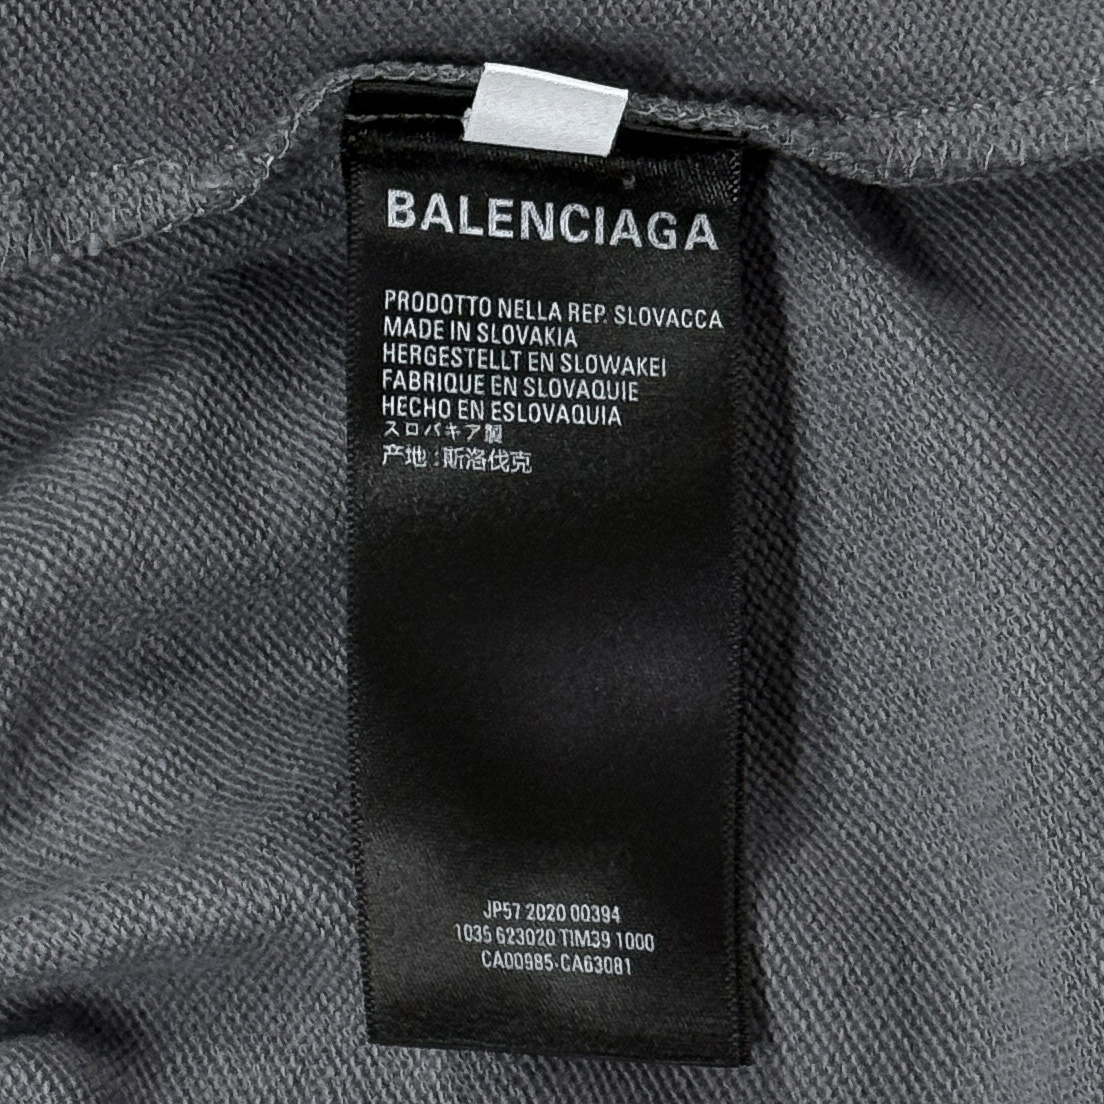 BALENCIAGA
PRODOTTO NELLA REP. SLOVACCA
MADE IN SLOVAKIA
HERGESTELLT EN SLOWAKEI
FABRIQUE EN SLOVAQUIE
HECHO EN ESLOVAQUIA
スロバキア製
产地:斯洛伐克
JP57 2020 00394
1035 623020 TIM39 1000
CA00985-CA63081